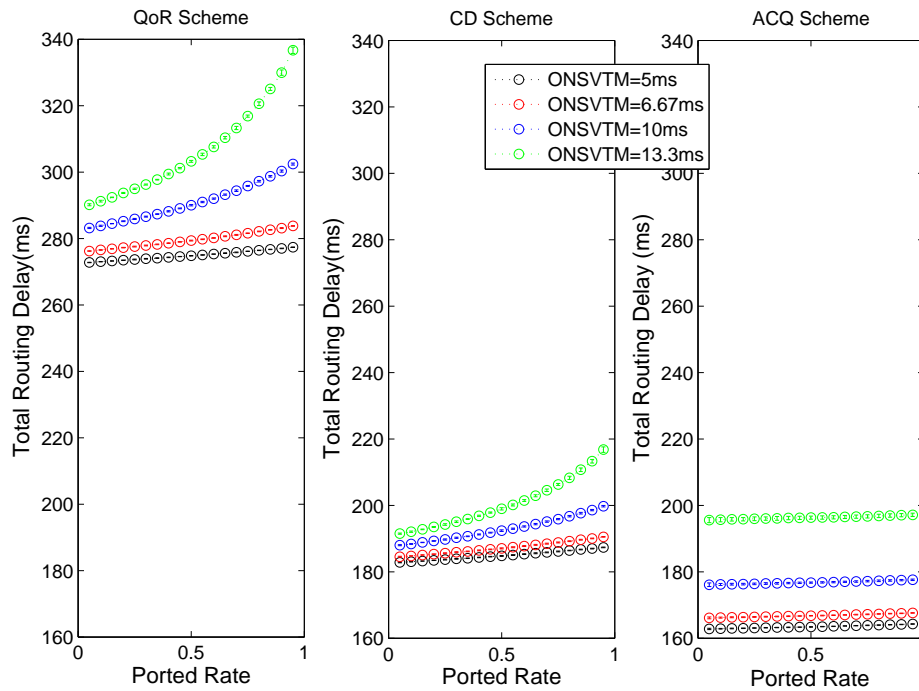 QoR Scheme
CD Scheme
ACQ Scheme
Total Routing Delay(ms)
340
320
300
280
260
240
220
200
180
160
0
0.5
1
Ported Rate
Total Routing Delay(ms)
340
320
300
280
260
240
220
200
180
160
0
0.5
1
Ported Rate
Total Routing Delay (ms)
340
320
300
280
260
240
220
200
180
160
0
0.5
Ported Rate
ONSVTM=5ms
ONSVTM=6.67ms
ONSVTM=10ms
ONSVTM=13.3ms